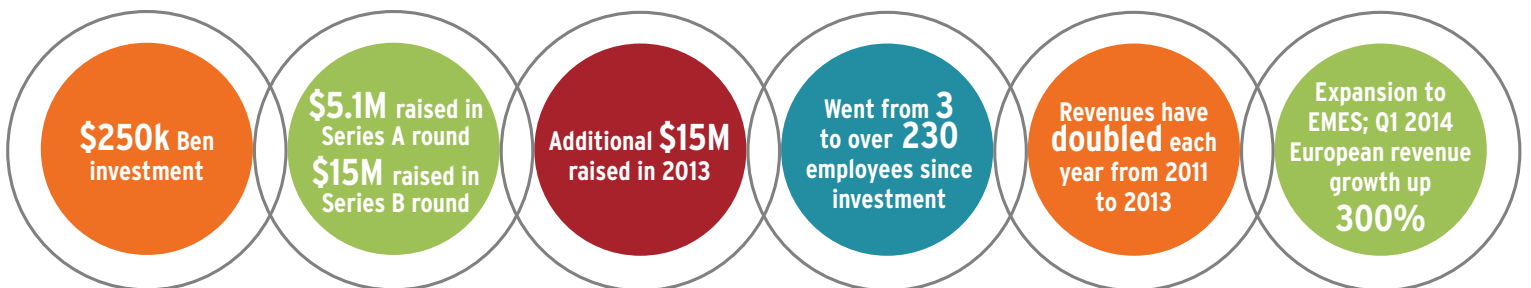 $250k Ben
investment
$5.1M raised in
Series A round
$15M raised in
Series B round
Additional $15M
raised in 2013
Went from 3
to over 230
employees since
investment
Revenues have
doubled each
year from 2011
to 2013
Expansion to
EMES; Q1 2014
European revenue
growth up
300%